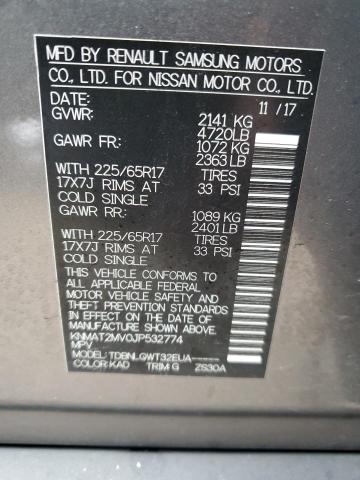 MFD BY RENAULT SAMSUNG MOTORS
CO., LTD. FOR NISSAN MOTOR CO., LTD.
DATE: 11 / 17
GVWR: 2141 KG
4720LB
GAWR FR: 1072 KG
2363 LB
WITH 225/65R17 TIRES
17X7J RIMS AT 33 PSI
COLD SINGLE
GAWR RR: 1089 KG
2401 LB
WITH 225/65R17 TIRES
17X7J RIMS AT 33 PSI
COLD SINGLE
THIS VEHICLE CONFORMS TO
ALL APPLICABLE FEDERAL
MOTOR VEHICLE SAFETY AND
THEFT PREVENTION STANDARDS
IN EFFECT ON THE DATE OF
MANUFACTURE SHOWN ABOVE.
KNMAT2MV0JP532774
MPV
MODEL: TDBNLGWT32EUA-----
COLOR: KAD TRIM: G ZS30A